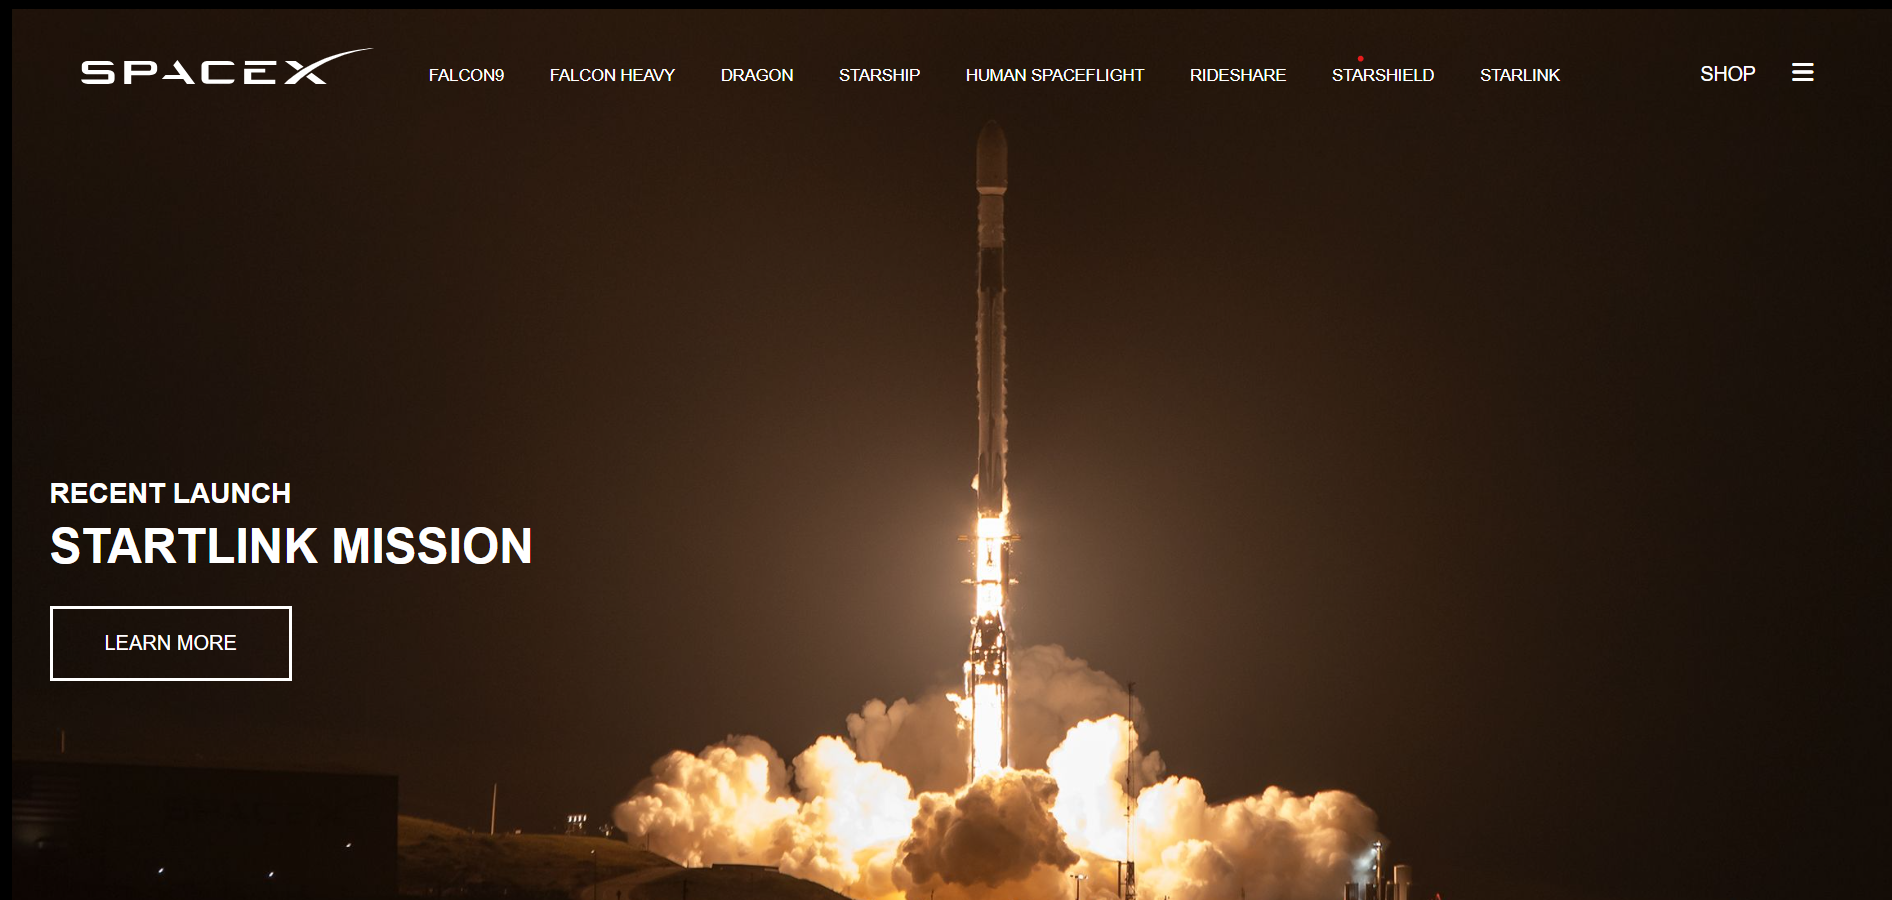 SPACEX FALCON9 FALCON HEAVY DRAGON STARSHIP HUMAN SPACEFLIGHT RIDESHARE STARSHIELD STARLINK SHOP
RECENT LAUNCH
STARTLINK MISSION
LEARN MORE